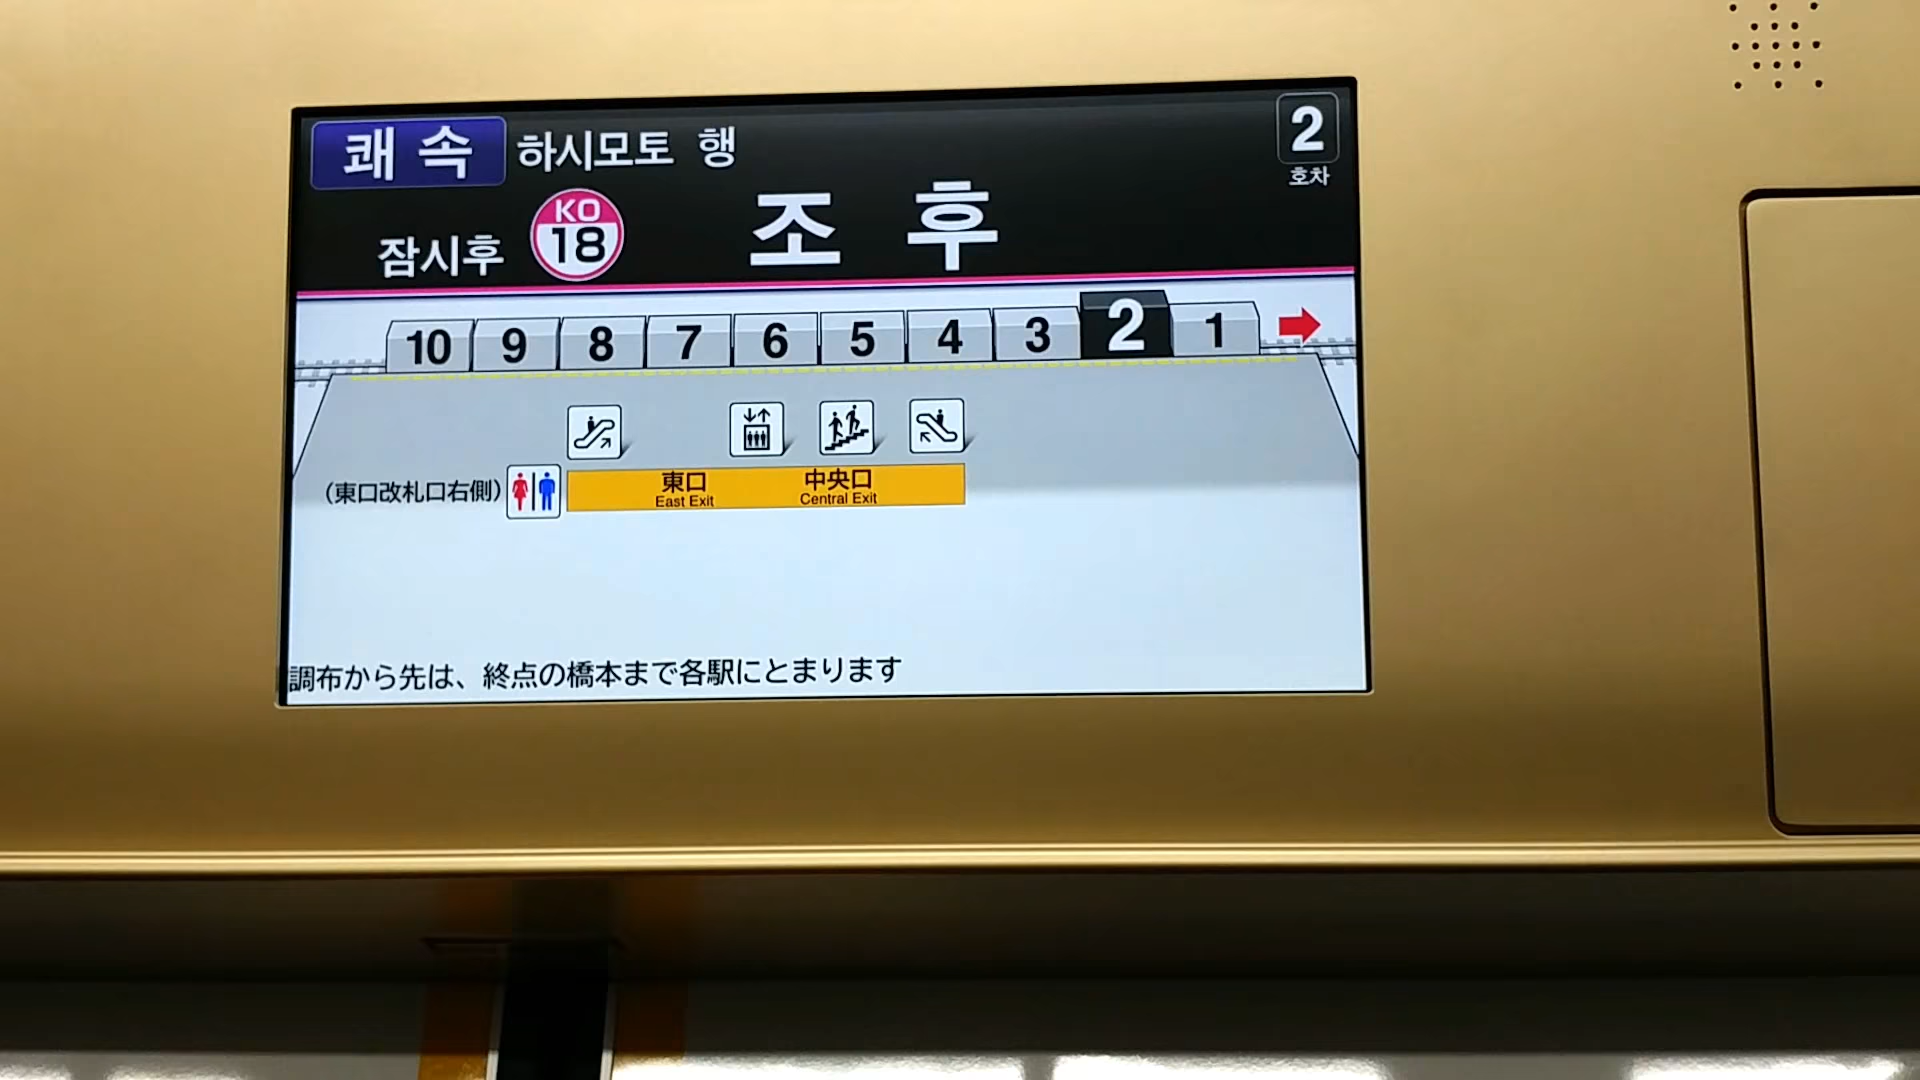 쾌속 하시모토 행
2
호차
잠시후 KO 18 조후
10 9 8 7 6 5 4 3 2 1
(東口改札口右側) 東口 中央口
East Exit Central Exit
調布から先は、終点の橋本まで各駅にとまります